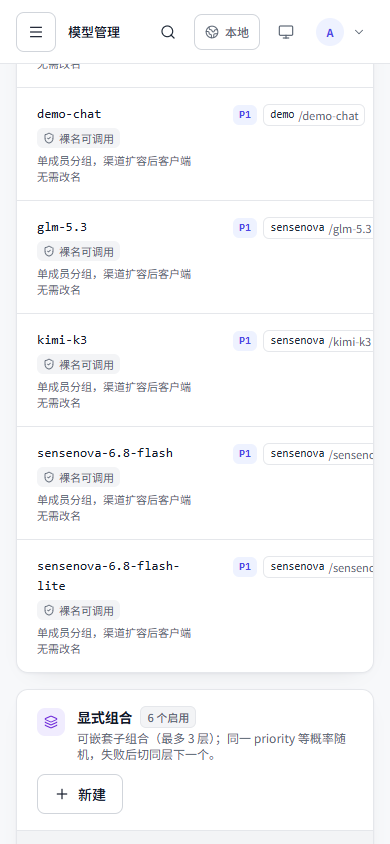 模型管理
本地
A
无需改名
demo-chat
P1 demo /demo-chat
裸名可调用
单成员分组，渠道扩容后客户端
无需改名
glm-5.3
P1 sensenova /glm-5.3
裸名可调用
单成员分组，渠道扩容后客户端
无需改名
kimi-k3
P1 sensenova /kimi-k3
裸名可调用
单成员分组，渠道扩容后客户端
无需改名
sensenova-6.8-flash
P1 sensenova /senseno
裸名可调用
单成员分组，渠道扩容后客户端
无需改名
sensenova-6.8-flash-
lite
P1 sensenova /senseno
裸名可调用
单成员分组，渠道扩容后客户端
无需改名
显式组合 6 个启用
可嵌套子组合（最多 3 层）；同一 priority 等概率随
机，失败后切同层下一个。
新建